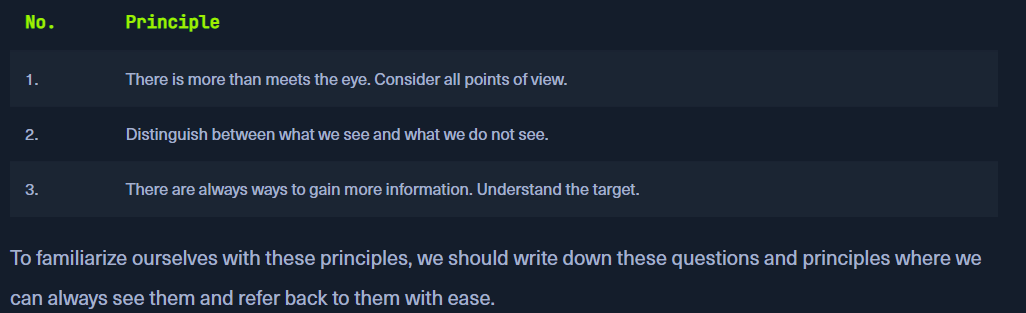 No. Principle
1. There is more than meets the eye. Consider all points of view.
2. Distinguish between what we see and what we do not see.
3. There are always ways to gain more information. Understand the target.
To familiarize ourselves with these principles, we should write down these questions and principles where we
can always see them and refer back to them with ease.